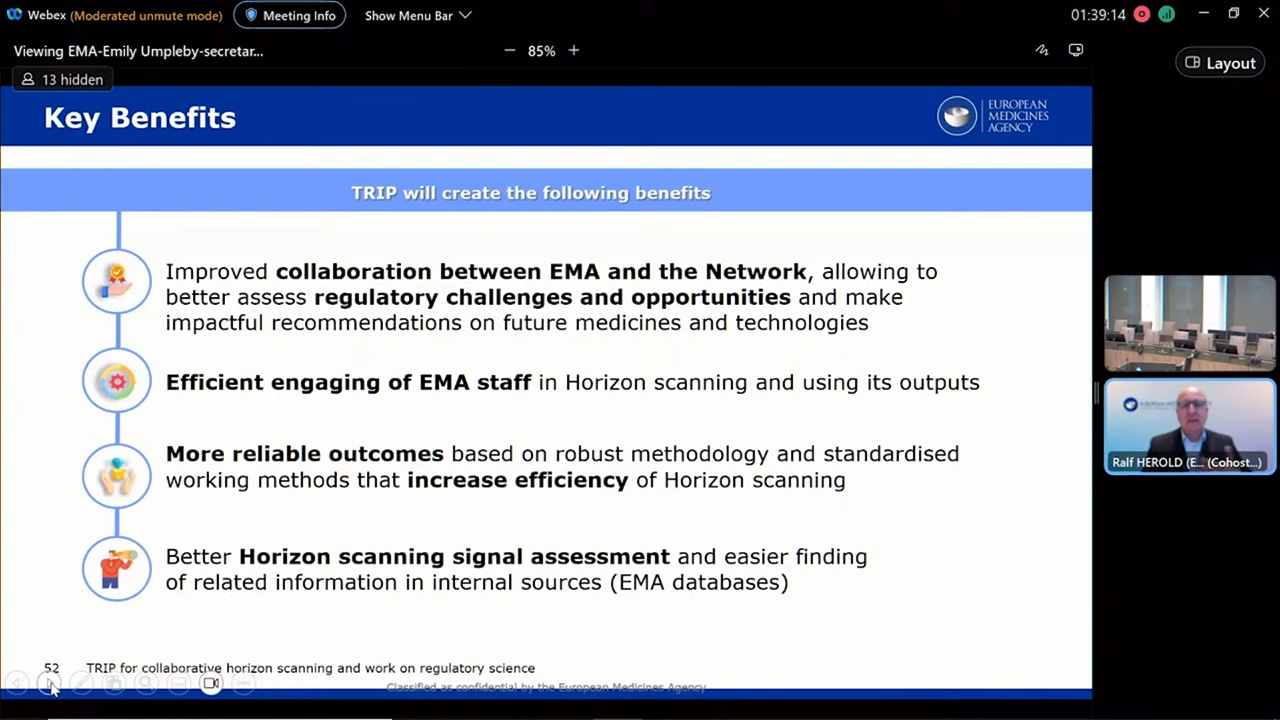 Webex (Moderated unmute mode) Meeting Info Show Menu Bar 01:39:14
Viewing EMA-Emily Umpleby-secretar... 85% Layout
13 hidden
Key Benefits
EUROPEAN
MEDICINES
AGENCY
TRIP will create the following benefits
Improved collaboration between EMA and the Network, allowing to
better assess regulatory challenges and opportunities and make
impactful recommendations on future medicines and technologies
Efficient engaging of EMA staff in Horizon scanning and using its outputs
More reliable outcomes based on robust methodology and standardised
working methods that increase efficiency of Horizon scanning
Better Horizon scanning signal assessment and easier finding
of related information in internal sources (EMA databases)
52 TRIP for collaborative horizon scanning and work on regulatory science
Classified as confidential by the European Medicines Agency
Ralf HEROLD (E... (Cohost...)